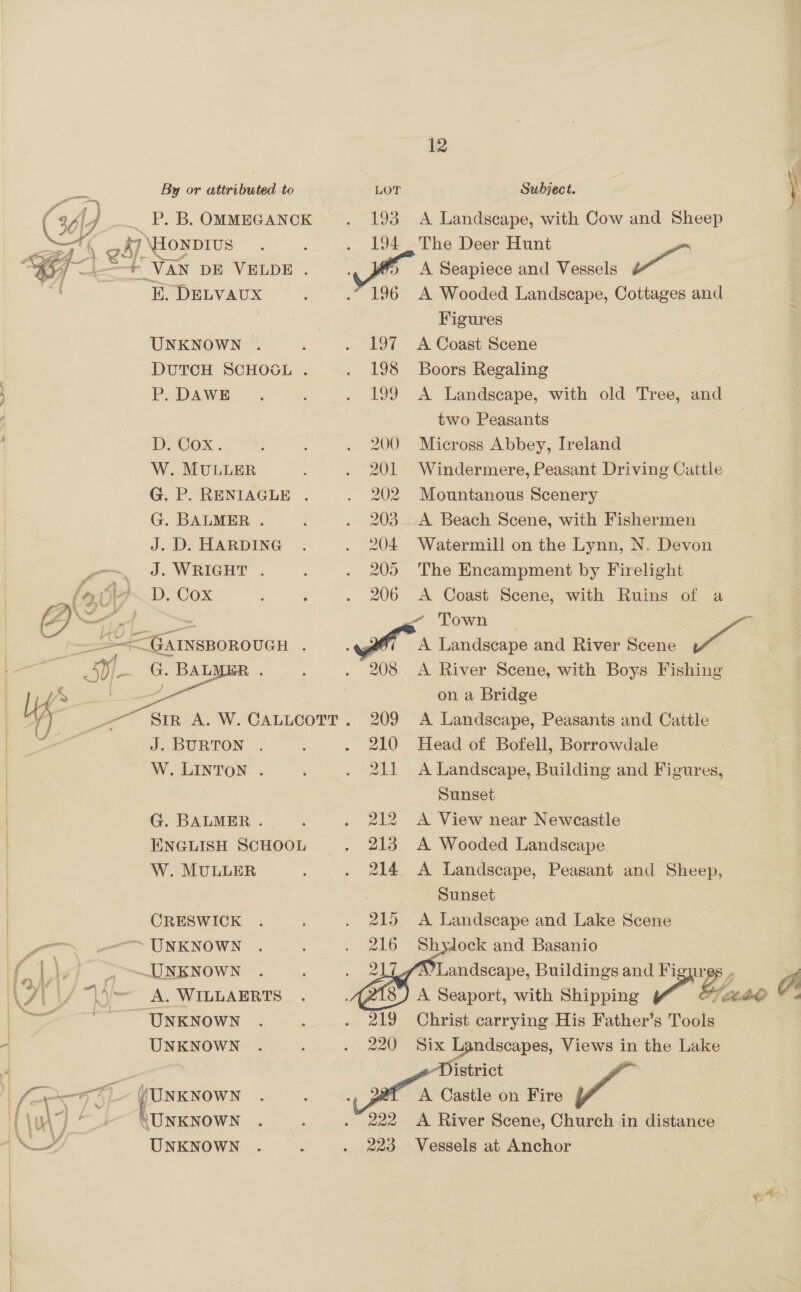 12
By or attributed to LOT Subject.
P. B. OMMEGANCK . 193 A Landscape, with Cow and Sheep
HONDIUS . . 194 The Deer Hunt
VAN DE VELDE . . 195 A Seapiece and Vessels
E. DELVAUX . . 196 A Wooded Landscape, Cottages and
Figures
UNKNOWN . . 197 A Coast Scene
DUTCH SCHOOL . . 198 Boors Regaling
P. DAWE . . 199 A Landscape, with old Tree, and
two Peasants
D. COX . . . 200 Micross Abbey, Ireland
W. MULLER . . 201 Windermere, Peasant Driving Cattle
G. P. RENIAGLE . . 202 Mountanous Scenery
G. BALMER . . . 203 A Beach Scene, with Fishermen
J. D. HARDING . . 204 Watermill on the Lynn, N. Devon
J. WRIGHT . . . 205 The Encampment by Firelight
D. COX . . . 206 A Coast Scene, with Ruins of a
Town
GAINSBOROUGH . . 207 A Landscape and River Scene
G. BALMER . . . 208 A River Scene, with Boys Fishing
on a Bridge
SIR A. W. CALLCOTT . 209 A Landscape, Peasants and Cattle
J. BURTON . . . 210 Head of Bofell, Borrowdale
W. LINTON . . . 211 A Landscape, Building and Figures,
Sunset
G. BALMER . . . 212 A View near Newcastle
ENGLISH SCHOOL . 213 A Wooded Landscape
W. MULLER . . 214 A Landscape, Peasant and Sheep,
Sunset
CRESWICK . . . 215 A Landscape and Lake Scene
UNKNOWN . . . 216 Shylock and Basanio
UNKNOWN . . . 217 A Landscape, Buildings and Figures
A. WILLAERTS . . 218 A Seaport, with Shipping
UNKNOWN . . . 219 Christ carrying His Father's Tools
UNKNOWN . . . 220 Six Landscapes, Views in the Lake
District
UNKNOWN . . . 221 A Castle on Fire
UNKNOWN . . . 222 A River Scene, Church in distance
UNKNOWN . . . 223 Vessels at Anchor